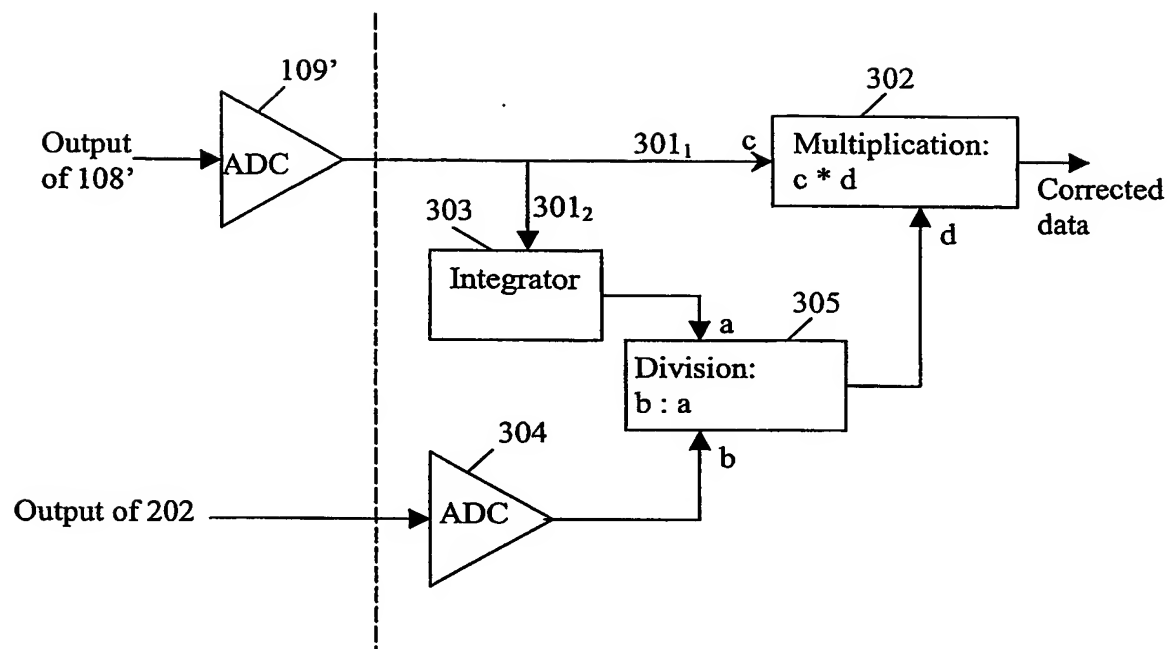 109’
Output
of 108’
ADC
301₁
c
302
Multiplication:
c * d
Corrected
data
d
303
301₂
Integrator
a
305
Division:
b : a
b
304
Output of 202
ADC